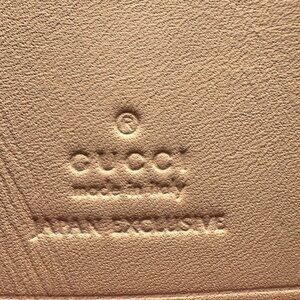 ®
GUCCI
made in italy
JAPAN EXCLUSIVE